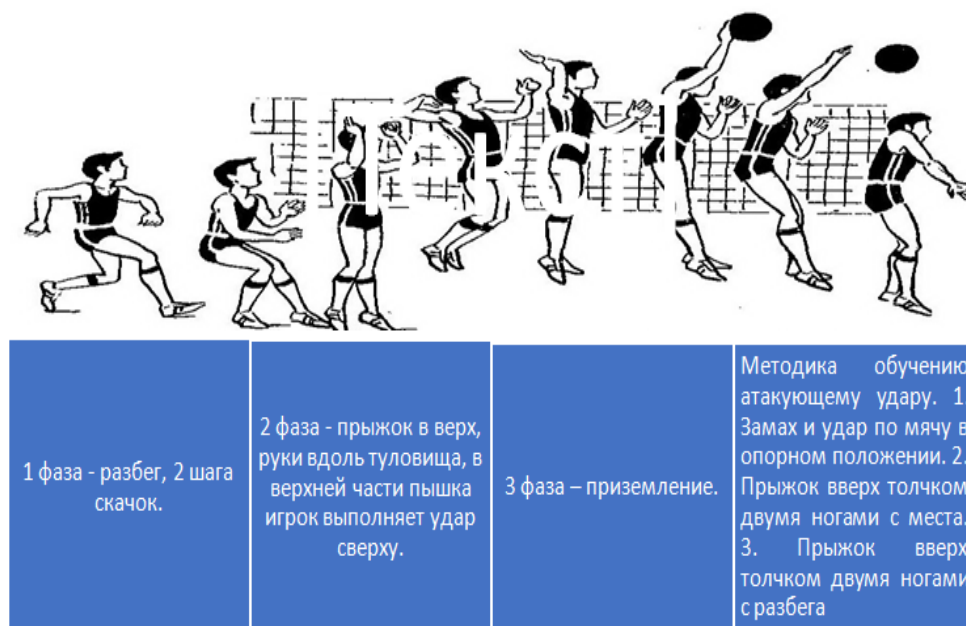 1 фаза - разбег, 2 шага
скачок.
2 фаза - прыжок в верх,
руки вдоль туловища, в
верхней части пышка
игрок выполняет удар
сверху.
3 фаза – приземление.
Методика обучению
атакующему удару. 1.
Замах и удар по мячу в
опорном положении. 2.
Прыжок вверх толчком
двумя ногами с места.
3. Прыжок вверх
толчком двумя ногами
с разбега